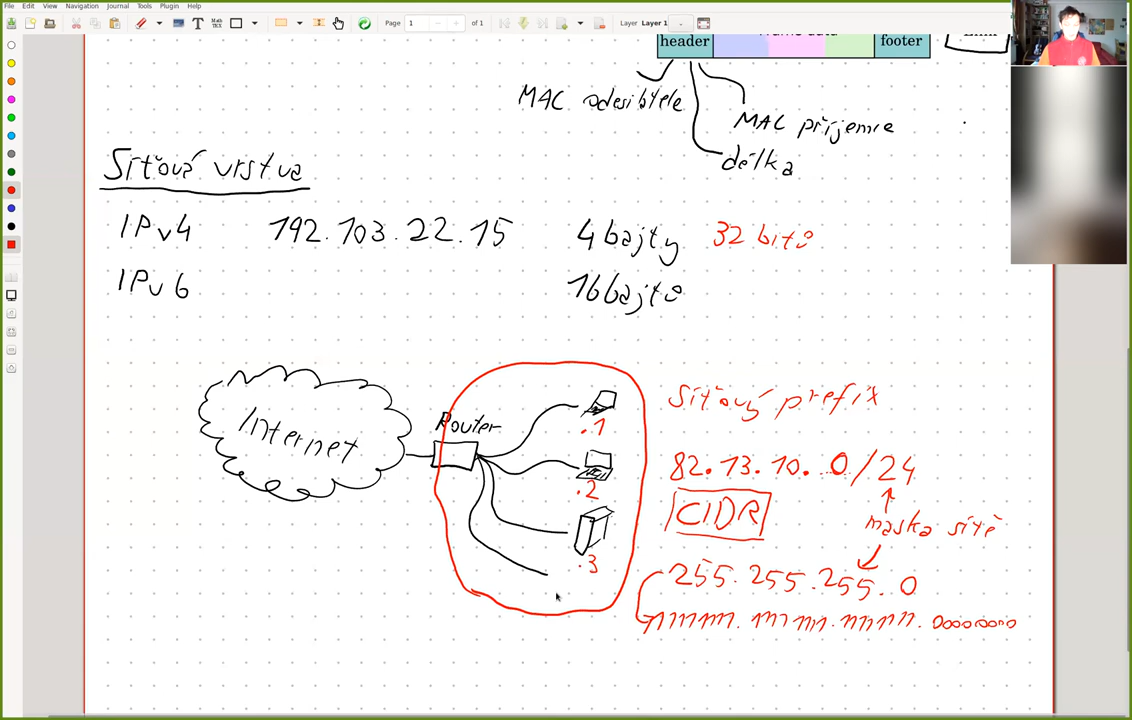 File Edit View Navigation Journal Tools Plugin Help
Page 1 of 1 Layer Layer 1
header
footer
MAC odesílatele
MAC příjemce
délka
Síťová vrstva
IPv4 192.103.22.15 4 bajty 32 bitů
IPv6 16 bajtů
Internet
Router
.1
.2
.3
Síťový prefix
82.13.10.0/24
CIDR
maska sítě
255.255.255.0
11111111.11111111.11111111.00000000